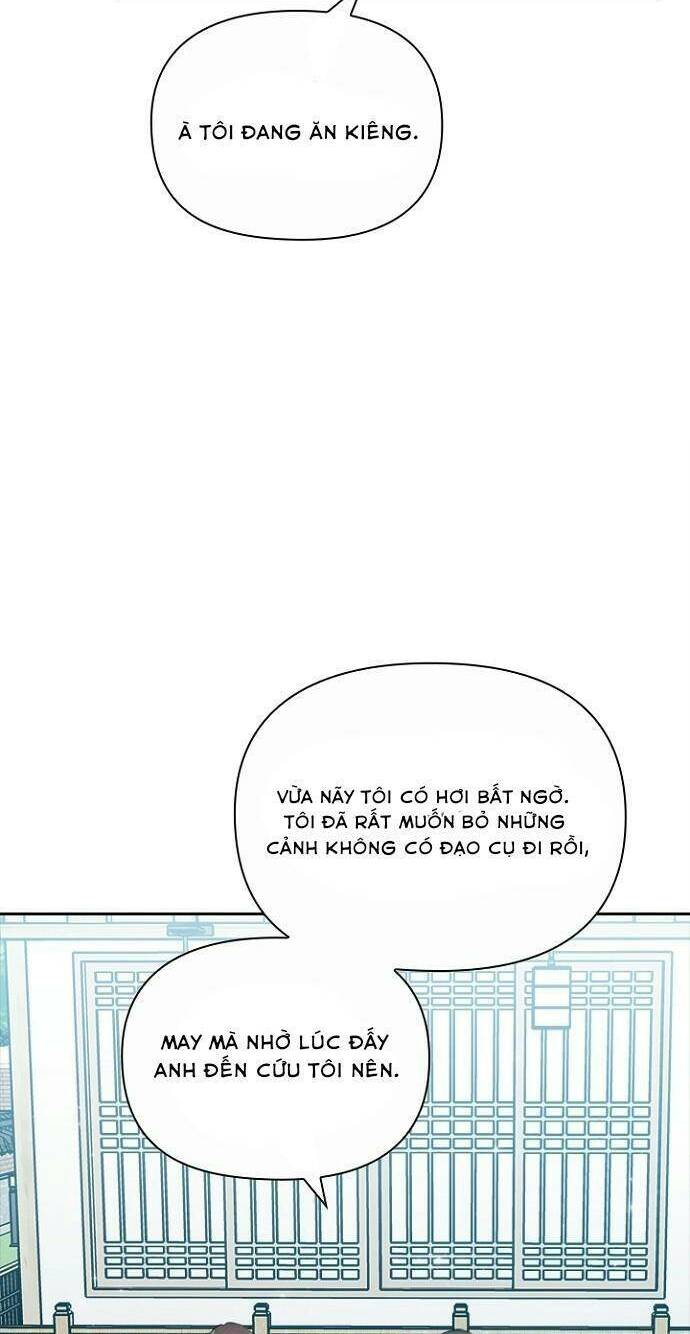 À TÔI ĐANG ĂN KIÊNG.
VỪA NÃY TÔI CÓ HƠI BẤT NGỜ.
TÔI ĐÃ RẤT MUỐN BỎ NHỮNG
CẢNH KHÔNG CÓ ĐẠO CỤ ĐI RỒI,
MAY MÀ NHỜ LÚC ĐẤY
ANH ĐẾN CỨU TÔI NÊN.